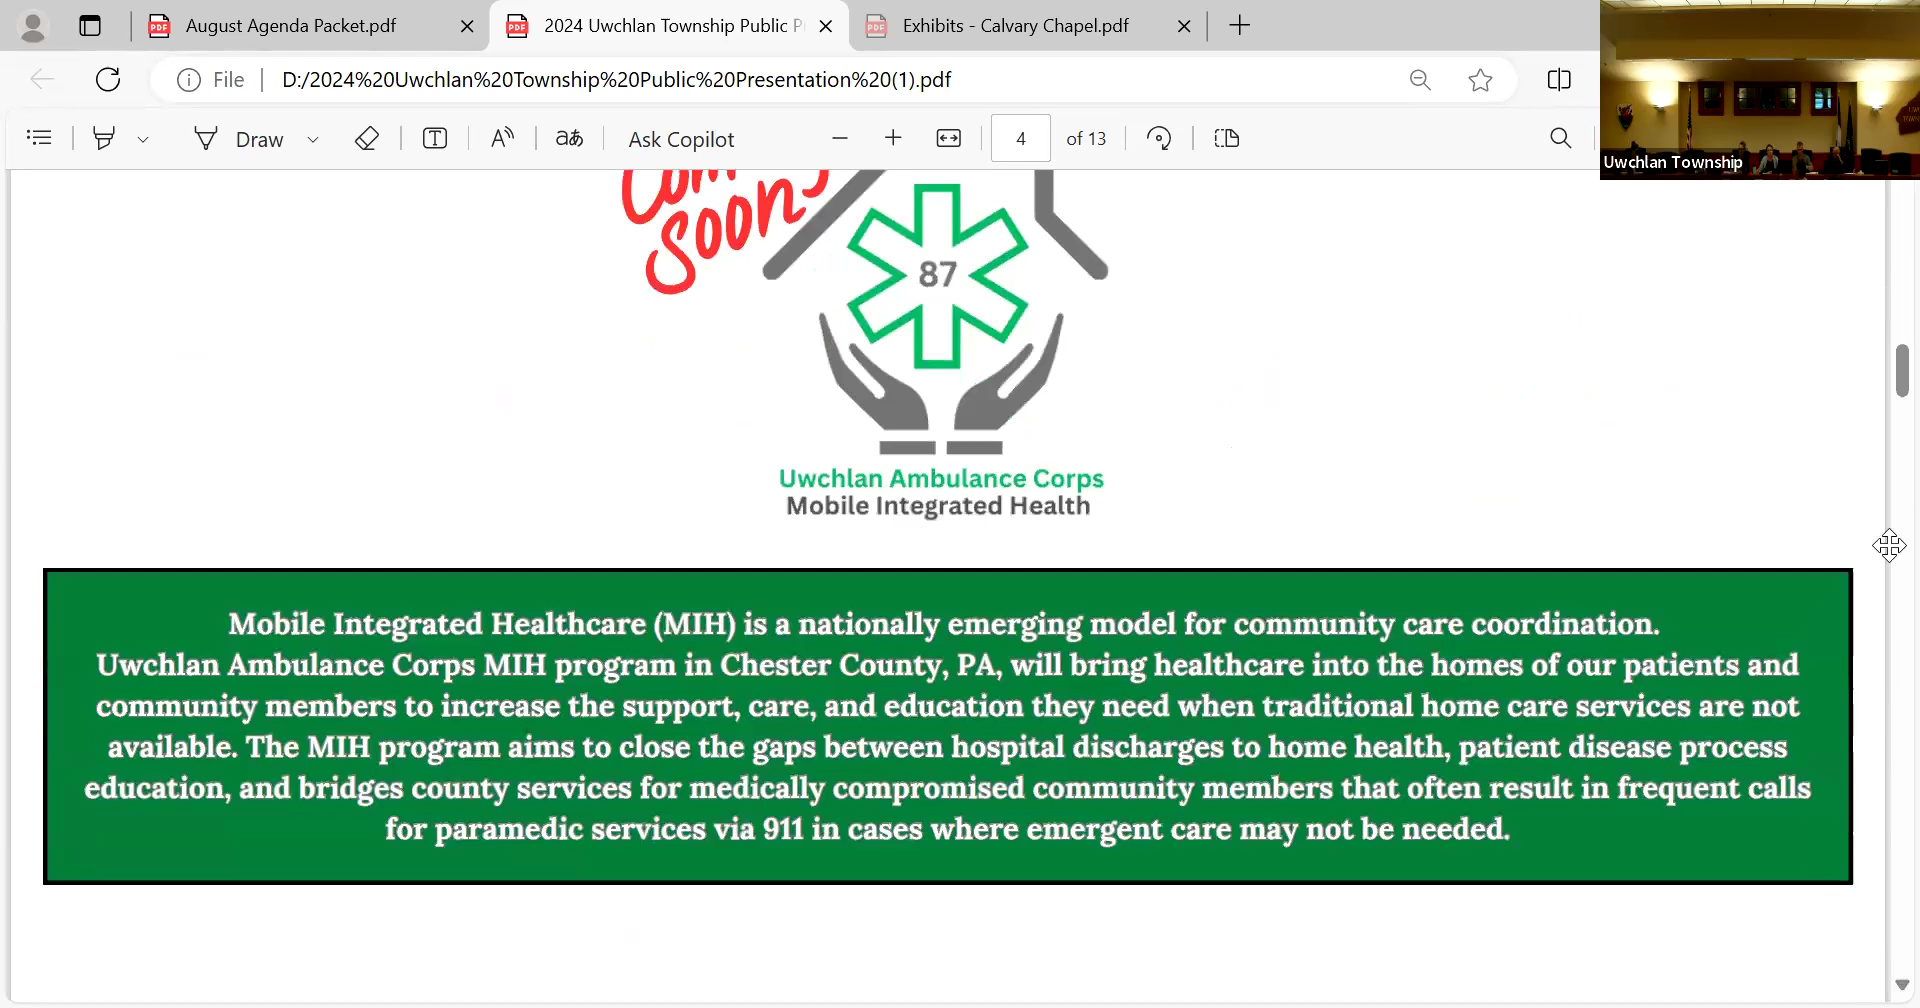 August Agenda Packet.pdf
2024 Uwchlan Township Public P
Exhibits - Calvary Chapel.pdf
File
D:/2024%20Uwchlan%20Township%20Public%20Presentation%20(1).pdf
Draw
Ask Copilot
4 of 13
Uwchlan Township
Soon
87
Uwchlan Ambulance Corps
Mobile Integrated Health
Mobile Integrated Healthcare (MIH) is a nationally emerging model for community care coordination.
Uwchlan Ambulance Corps MIH program in Chester County, PA, will bring healthcare into the homes of our patients and
community members to increase the support, care, and education they need when traditional home care services are not
available. The MIH program aims to close the gaps between hospital discharges to home health, patient disease process
education, and bridges county services for medically compromised community members that often result in frequent calls
for paramedic services via 911 in cases where emergent care may not be needed.